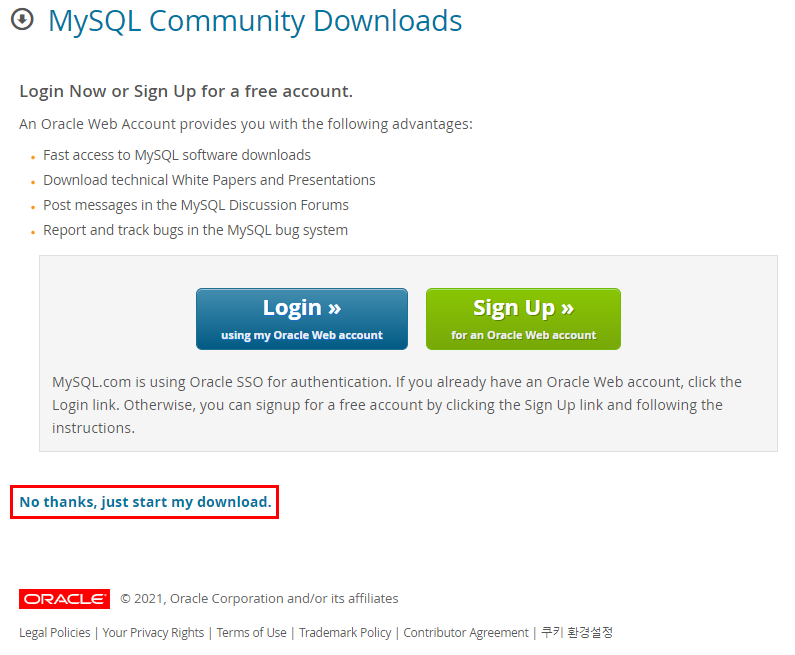 MySQL Community Downloads
Login Now or Sign Up for a free account.
An Oracle Web Account provides you with the following advantages:
Fast access to MySQL software downloads
Download technical White Papers and Presentations
Post messages in the MySQL Discussion Forums
Report and track bugs in the MySQL bug system
Login »
using my Oracle Web account
Sign Up »
for an Oracle Web account
MySQL.com is using Oracle SSO for authentication. If you already have an Oracle Web account, click the
Login link. Otherwise, you can signup for a free account by clicking the Sign Up link and following the
instructions.
No thanks, just start my download.
ORACLE © 2021, Oracle Corporation and/or its affiliates
Legal Policies | Your Privacy Rights | Terms of Use | Trademark Policy | Contributor Agreement | 쿠키 환경설정